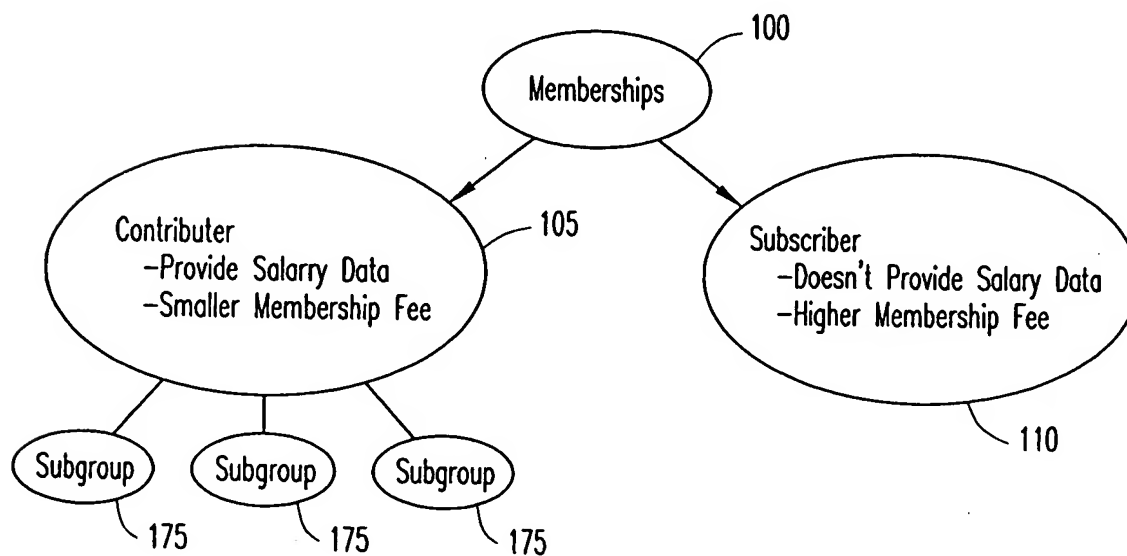 100
Memberships
Contributer
-Provide Salarry Data
-Smaller Membership Fee
105
Subscriber
-Doesn't Provide Salary Data
-Higher Membership Fee
110
Subgroup
Subgroup
Subgroup
175
175
175